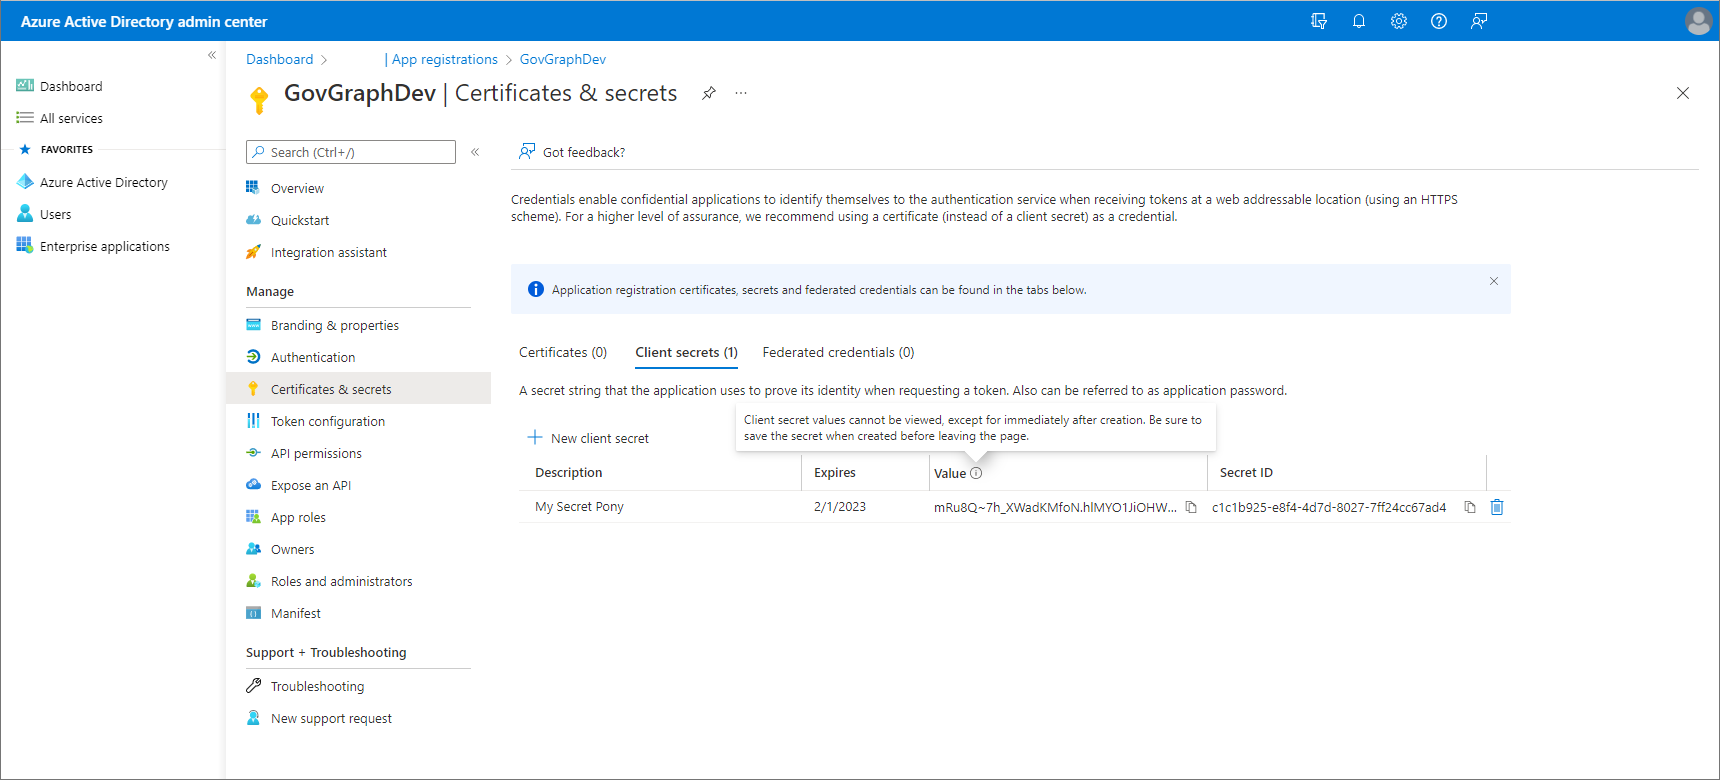 Azure Active Directory admin center
Dashboard
All services
FAVORITES
Azure Active Directory
Users
Enterprise applications
Dashboard > | App registrations > GovGraphDev
GovGraphDev | Certificates & secrets
Search (Ctrl+/)
Overview
Quickstart
Integration assistant
Manage
Branding & properties
Authentication
Certificates & secrets
Token configuration
API permissions
Expose an API
App roles
Owners
Roles and administrators
Manifest
Support + Troubleshooting
Troubleshooting
New support request
Got feedback?
Credentials enable confidential applications to identify themselves to the authentication service when receiving tokens at a web addressable location (using an HTTPS
scheme). For a higher level of assurance, we recommend using a certificate (instead of a client secret) as a credential.
Application registration certificates, secrets and federated credentials can be found in the tabs below.
Certificates (0) Client secrets (1) Federated credentials (0)
A secret string that the application uses to prove its identity when requesting a token. Also can be referred to as application password.
Client secret values cannot be viewed, except for immediately after creation. Be sure to
save the secret when created before leaving the page.
New client secret
Description Expires Value Secret ID
My Secret Pony 2/1/2023 mRu8Q~7h_XWadKMfoN.hlMYO1JiOHW... c1c1b925-e8f4-4d7d-8027-7ff24cc67ad4